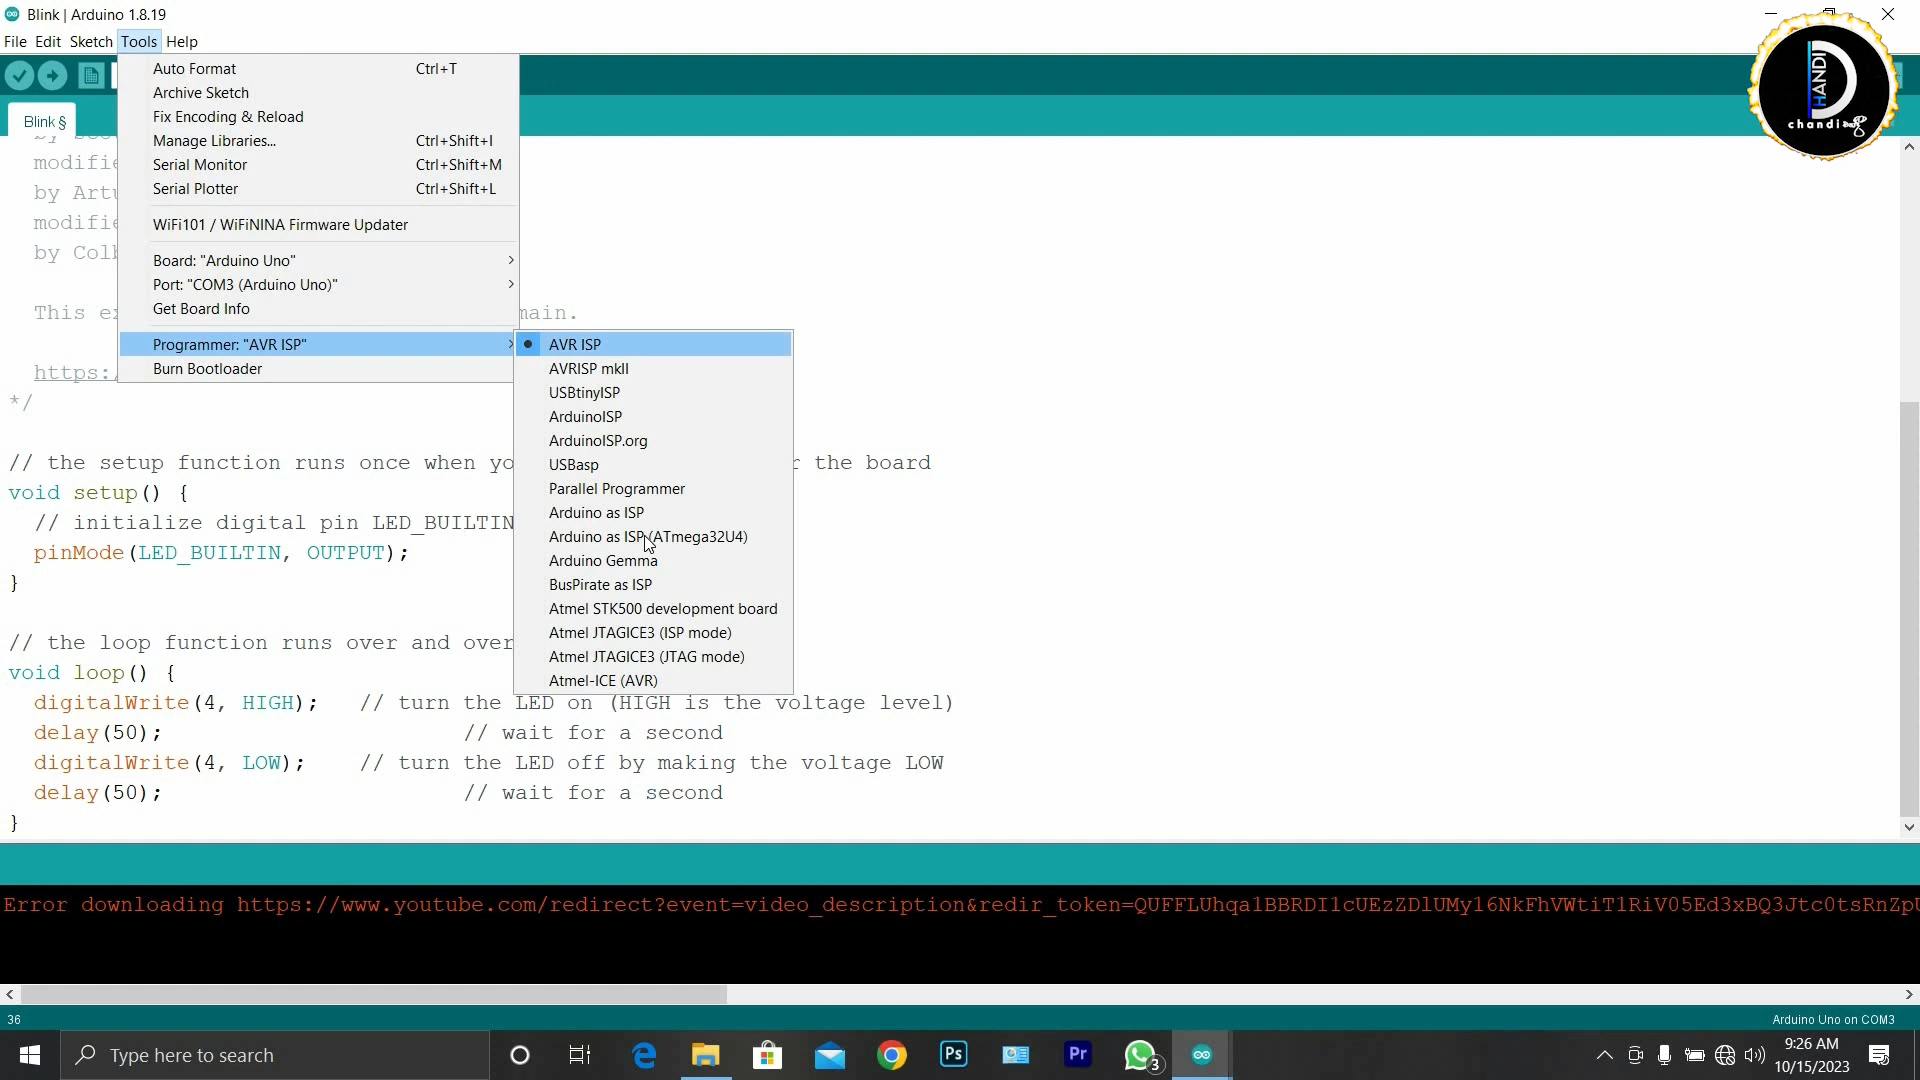 Blink | Arduino 1.8.19
File Edit Sketch Tools Help
Auto Format Ctrl+T
Archive Sketch
Fix Encoding & Reload
Manage Libraries... Ctrl+Shift+I
Serial Monitor Ctrl+Shift+M
Serial Plotter Ctrl+Shift+L
WiFi101 / WiFiNINA Firmware Updater
Board: "Arduino Uno"
Port: "COM3 (Arduino Uno)"
Get Board Info
Programmer: "AVR ISP"
Burn Bootloader
AVR ISP
AVRISP mkII
USBtinyISP
ArduinoISP
ArduinoISP.org
USBasp
Parallel Programmer
Arduino as ISP
Arduino as ISP (ATmega32U4)
Arduino Gemma
BusPirate as ISP
Atmel STK500 development board
Atmel JTAGICE3 (ISP mode)
Atmel JTAGICE3 (JTAG mode)
Atmel-ICE (AVR)
HANDI
chandi
Blink §
modifie
by Artu
modifie
by Colb
This ex main.
https:/
*/
// the setup function runs once when yo r the board
void setup() {
// initialize digital pin LED_BUILTIN
pinMode(LED_BUILTIN, OUTPUT);
}
// the loop function runs over and over
void loop() {
digitalWrite(4, HIGH); // turn the LED on (HIGH is the voltage level)
delay(50); // wait for a second
digitalWrite(4, LOW); // turn the LED off by making the voltage LOW
delay(50); // wait for a second
}
Error downloading https://www.youtube.com/redirect?event=video_description&redir_token=
36
Arduino Uno on COM3
Type here to search
Ps
Pr
3
9:26 AM
10/15/2023